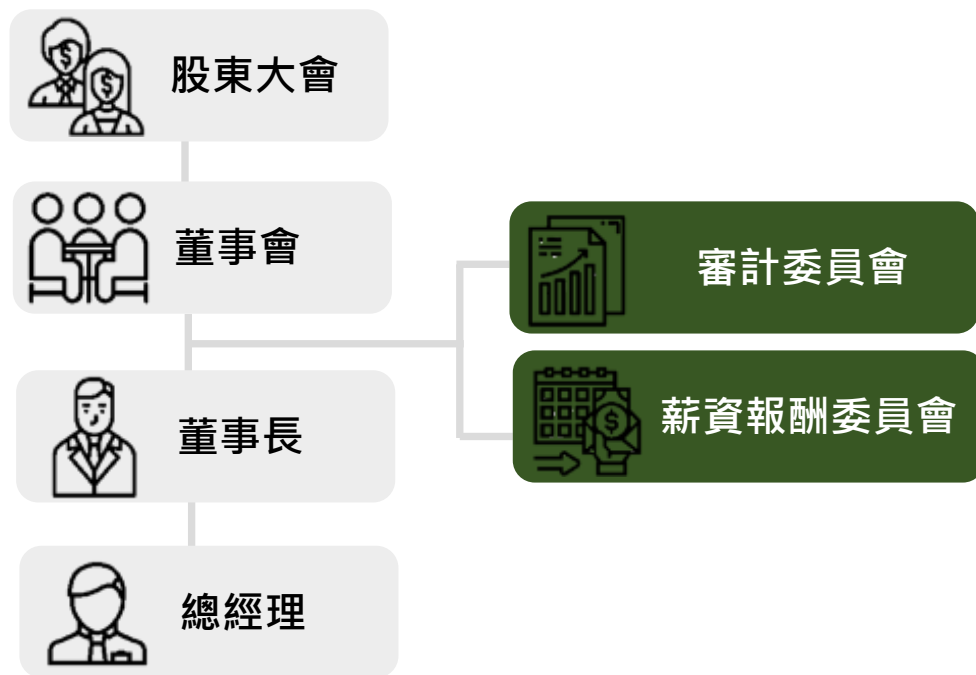 股東大會
董事會
審計委員會
董事長
薪資報酬委員會
總經理